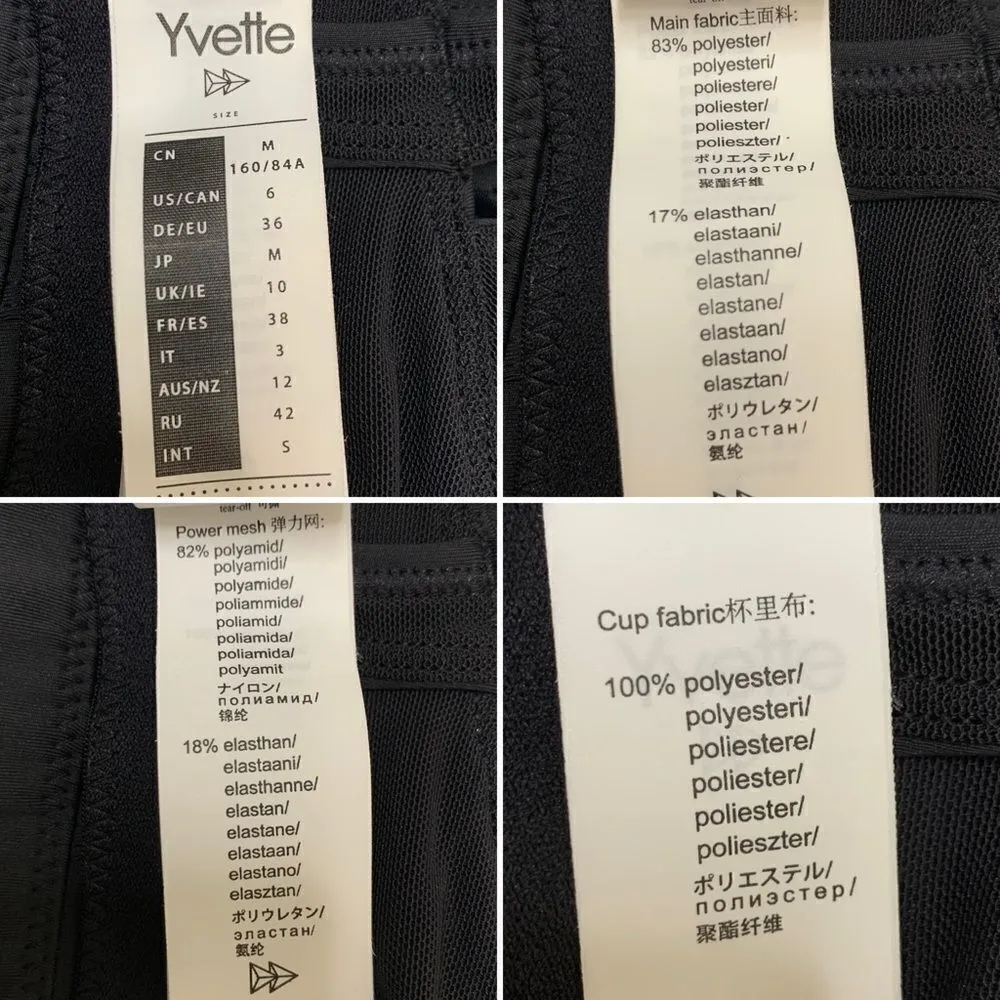 Yvette
SIZE
CN M
160/84A
US/CAN 6
DE/EU 36
JP M
UK/IE 10
FR/ES 38
IT 3
AUS/NZ 12
RU 42
INT S
tear-off
Main fabric主面料:
83% polyester/
polyesteri/
poliestere/
poliester/
poliester/
polieszter/
ポリエステル/
полиэстер/
聚酯纤维
17% elasthan/
elastaani/
elasthanne/
elastan/
elastane/
elastaan/
elastano/
elasztan/
ポリウレタン/
эластан/
氨纶
tear-off
Power mesh 弹力网:
82% polyamid/
polyamidi/
polyamide/
poliammide/
poliamid/
poliamida/
poliamida/
polyamit
ナイロン/
полиамид/
锦纶
18% elasthan/
elastaani/
elasthanne/
elastan/
elastane/
elastaan/
elastano/
elasztan/
ポリウレタン/
эластан/
氨纶
Cup fabric杯里布:
100% polyester/
polyesteri/
poliestere/
poliester/
poliester/
polieszter/
ポリエステル/
полиэстер/
聚酯纤维